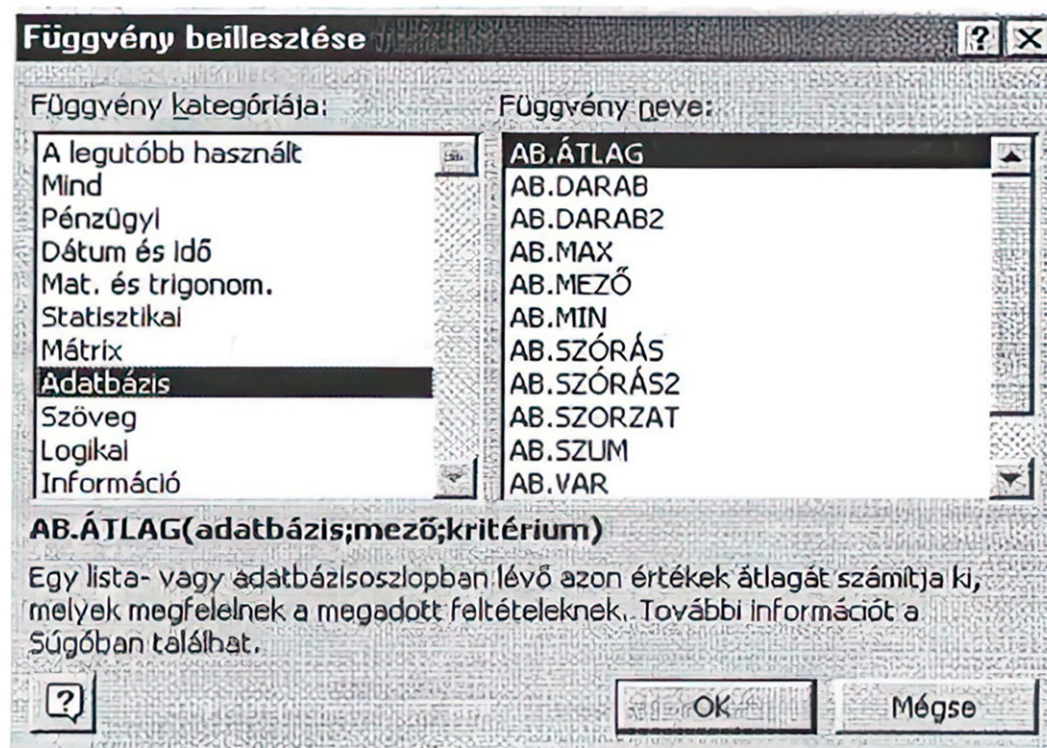 Függvény beillesztése
Függvény kategóriája:
A legutóbb használt
Mind
Pénzügyi
Dátum és idő
Mat. és trigonom.
Statisztikai
Mátrix
Adatbázis
Szöveg
Logikai
Információ
Függvény neve:
AB.ÁTLAG
AB.DARAB
AB.DARAB2
AB.MAX
AB.MEZŐ
AB.MIN
AB.SZÓRÁS
AB.SZÓRÁS2
AB.SZORZAT
AB.SZUM
AB.VAR
AB.ÁTLAG(adatbázis;mező;kritérium)
Egy lista- vagy adatbázisoszlopban lévő azon értékek átlagát számítja ki,
melyek megfelelnek a megadott feltételeknek. További információt a
Súgóban találhat.
OK
Mégse